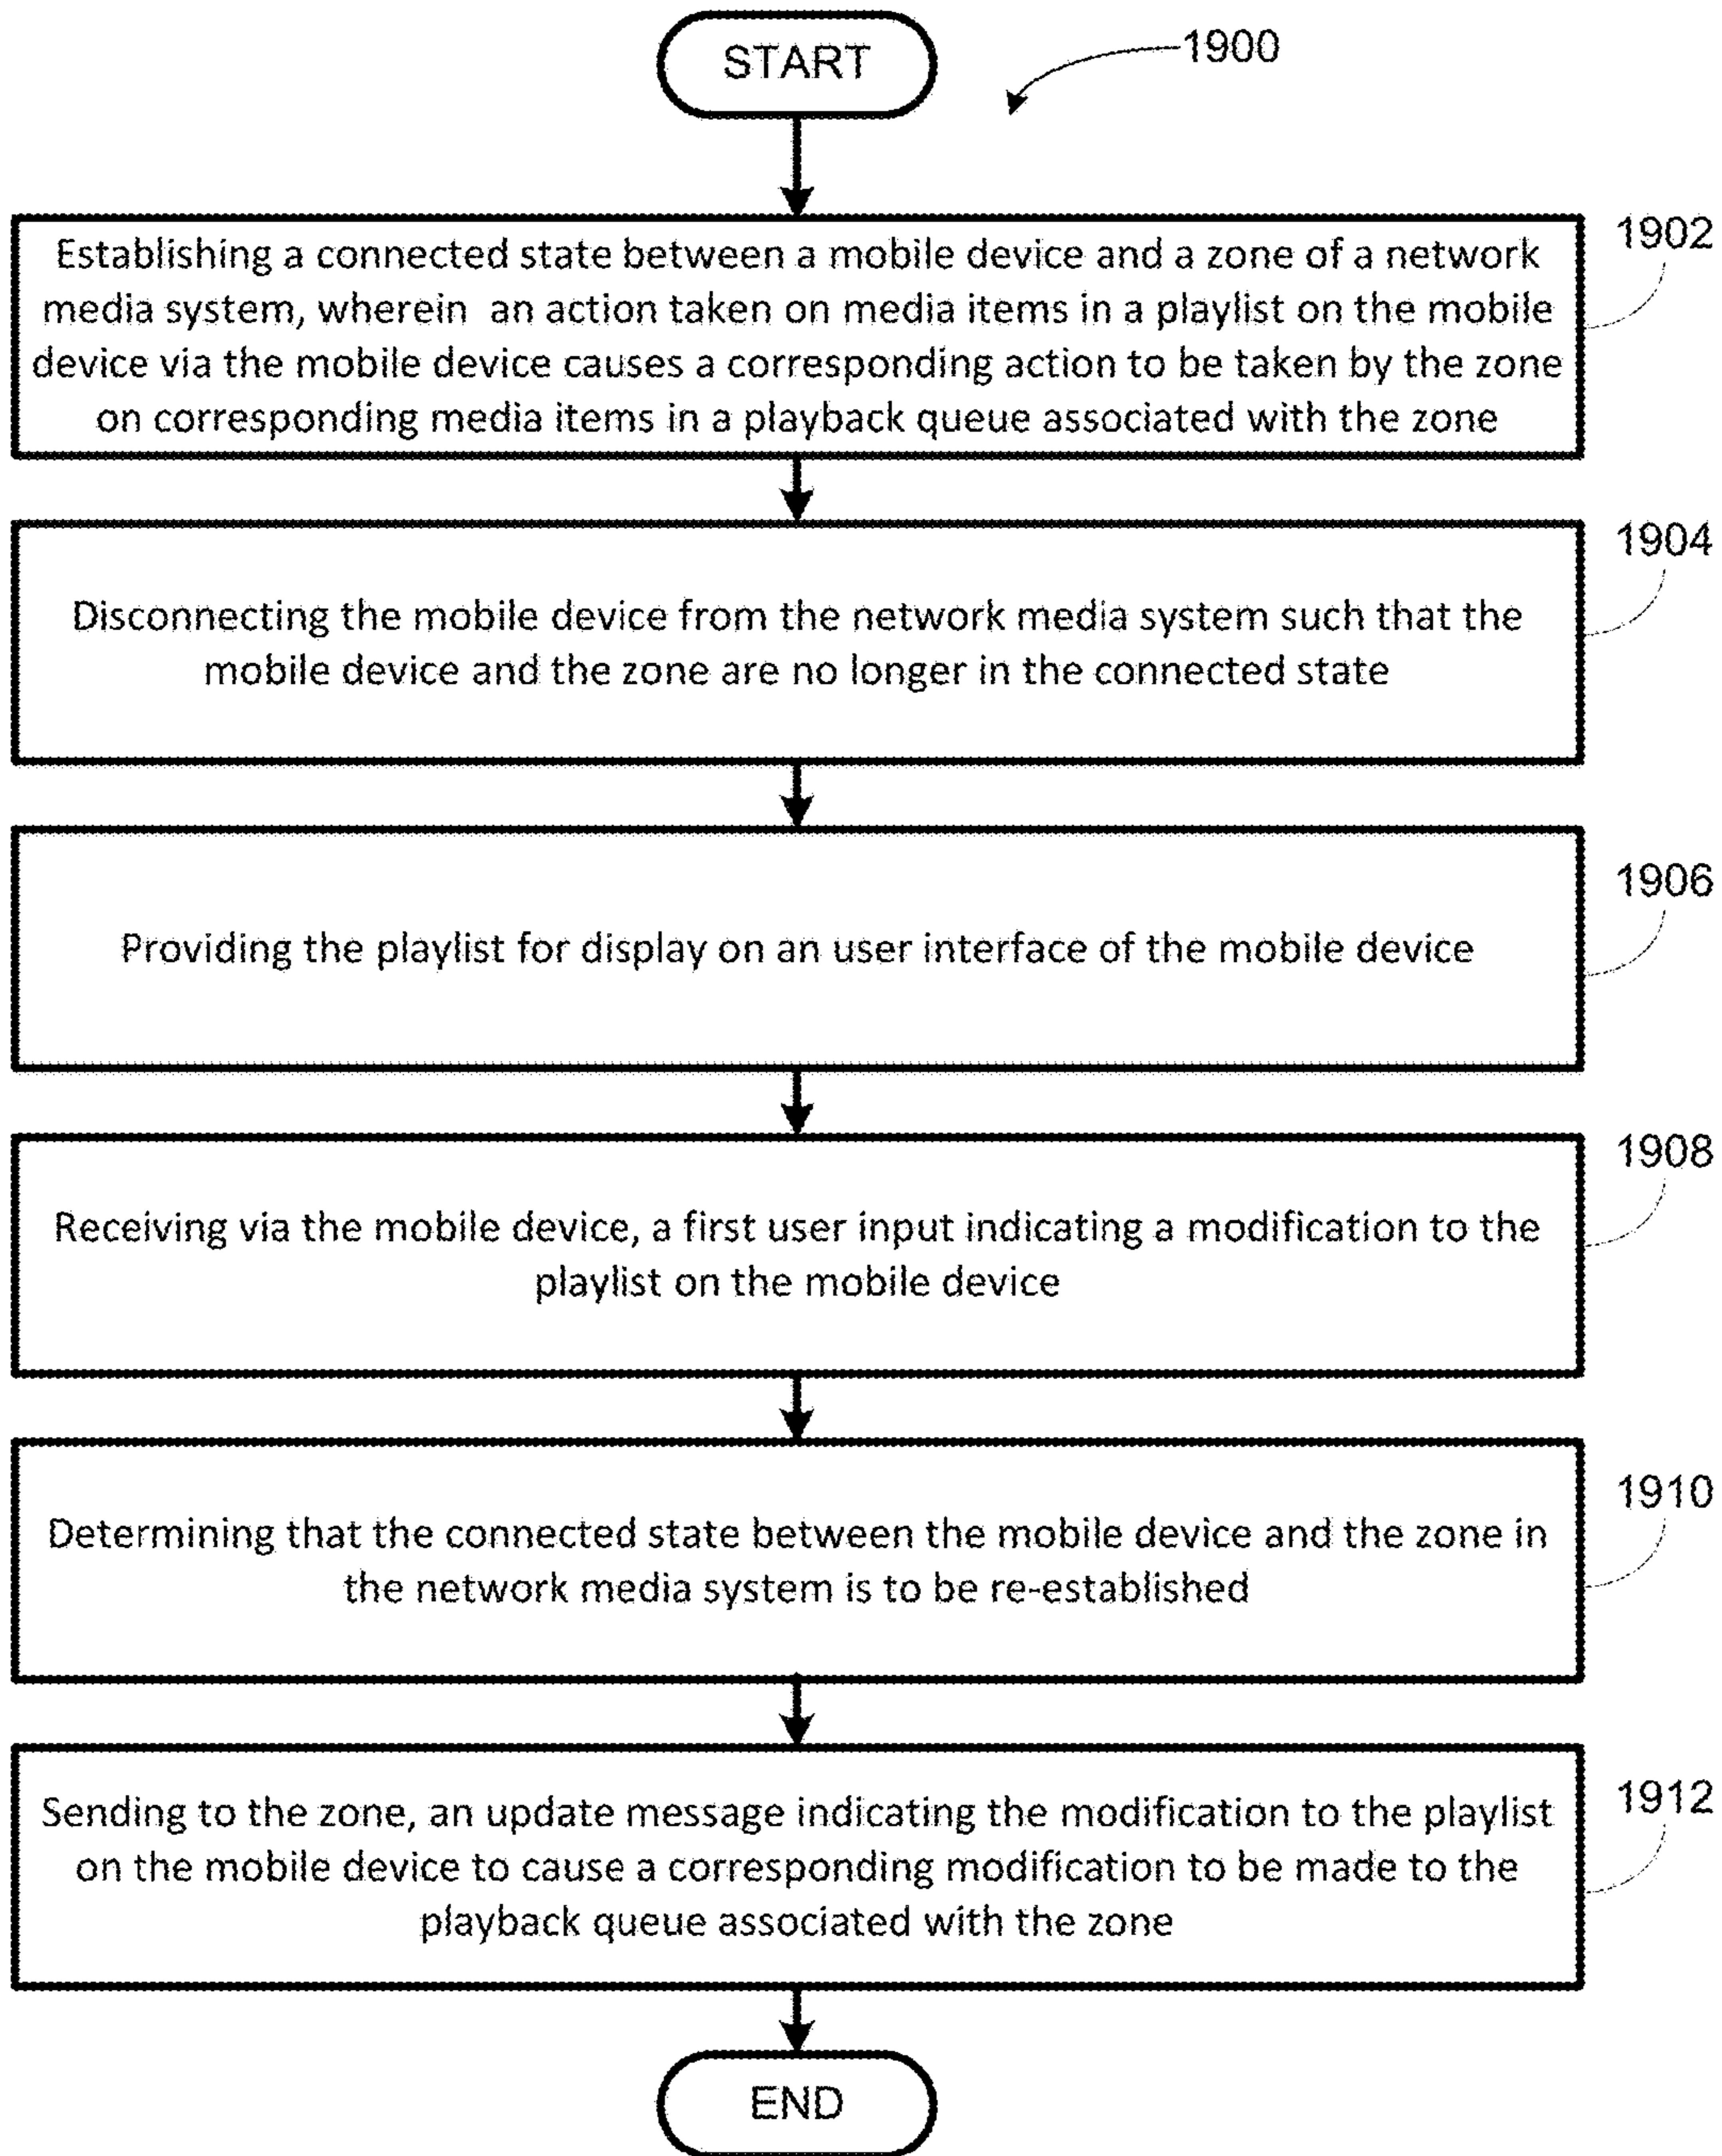 START
1900
1902
Establishing a connected state between a mobile device and a zone of a network
media system, wherein an action taken on media items in a playlist on the mobile
device via the mobile device causes a corresponding action to be taken by the zone
on corresponding media items in a playback queue associated with the zone
1904
Disconnecting the mobile device from the network media system such that the
mobile device and the zone are no longer in the connected state
1906
Providing the playlist for display on an user interface of the mobile device
1908
Receiving via the mobile device, a first user input indicating a modification to the
playlist on the mobile device
1910
Determining that the connected state between the mobile device and the zone in
the network media system is to be re-established
1912
Sending to the zone, an update message indicating the modification to the playlist
on the mobile device to cause a corresponding modification to be made to the
playback queue associated with the zone
END